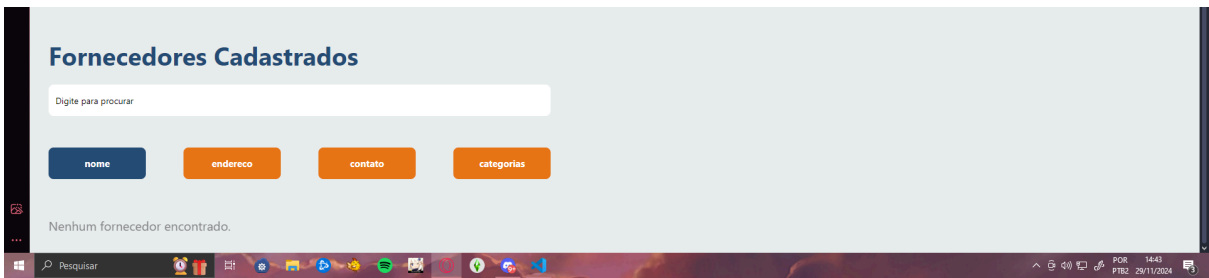 Fornecedores Cadastrados
Digite para procurar
nome endereco contato categorias
Nenhum fornecedor encontrado.
Pesquisar
POR 14:43
PTB2 29/11/2024
3